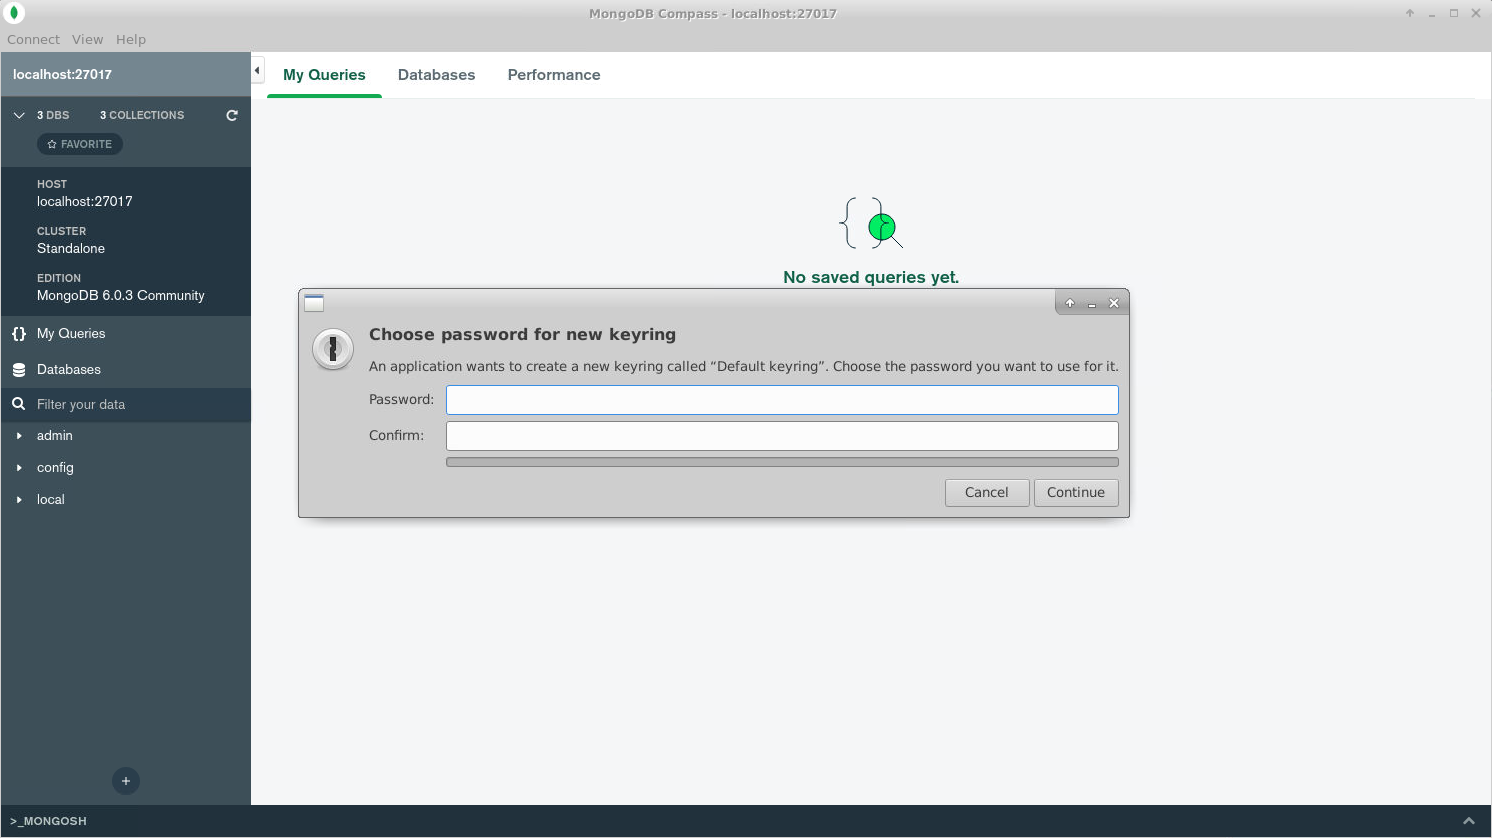 MongoDB Compass - localhost:27017
Connect View Help
localhost:27017
My Queries Databases Performance
3 DBS 3 COLLECTIONS
FAVORITE
HOST
localhost:27017
CLUSTER
Standalone
EDITION
MongoDB 6.0.3 Community
My Queries
Databases
Filter your data
admin
config
local
No saved queries yet.
Choose password for new keyring
An application wants to create a new keyring called “Default keyring”. Choose the password you want to use for it.
Password:
Confirm:
Cancel Continue
>_MONGOSH